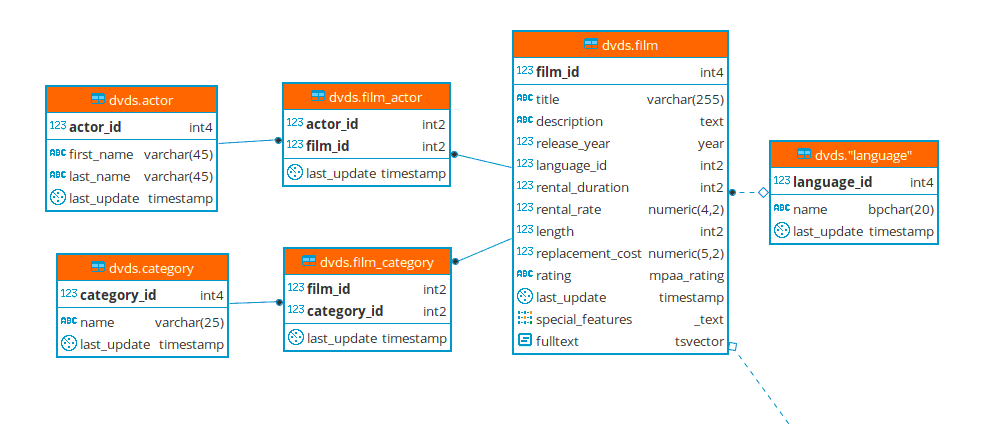 dvds.film
123 film_id int4
ABC title varchar(255)
ABC description text
123 release_year year
123 language_id int2
123 rental_duration int2
123 rental_rate numeric(4,2)
123 length int2
123 replacement_cost numeric(5,2)
ABC rating mpaa_rating
last_update timestamp
special_features _text
fulltext tsvector
dvds.actor
123 actor_id int4
ABC first_name varchar(45)
ABC last_name varchar(45)
last_update timestamp
dvds.film_actor
123 actor_id int2
123 film_id int2
last_update timestamp
dvds."language"
123 language_id int4
ABC name bpchar(20)
last_update timestamp
dvds.category
123 category_id int4
ABC name varchar(25)
last_update timestamp
dvds.film_category
123 film_id int2
123 category_id int2
last_update timestamp